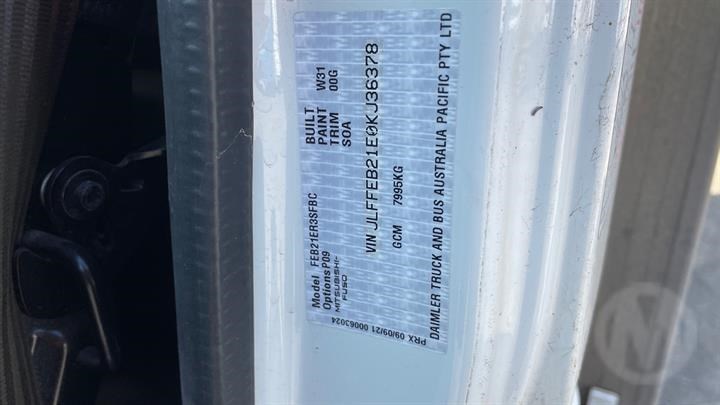 Model FEB21ER3SFBC
Options P09
MITSUBISHI-
FUSO
BUILT
PAINT W31
TRIM 00G
SOA
VIN JLFFEB21E0KJ36378
GCM 7995KG
DAIMLER TRUCK AND BUS AUSTRALIA PACIFIC PTY LTD
PRX 09/09/21 00063024